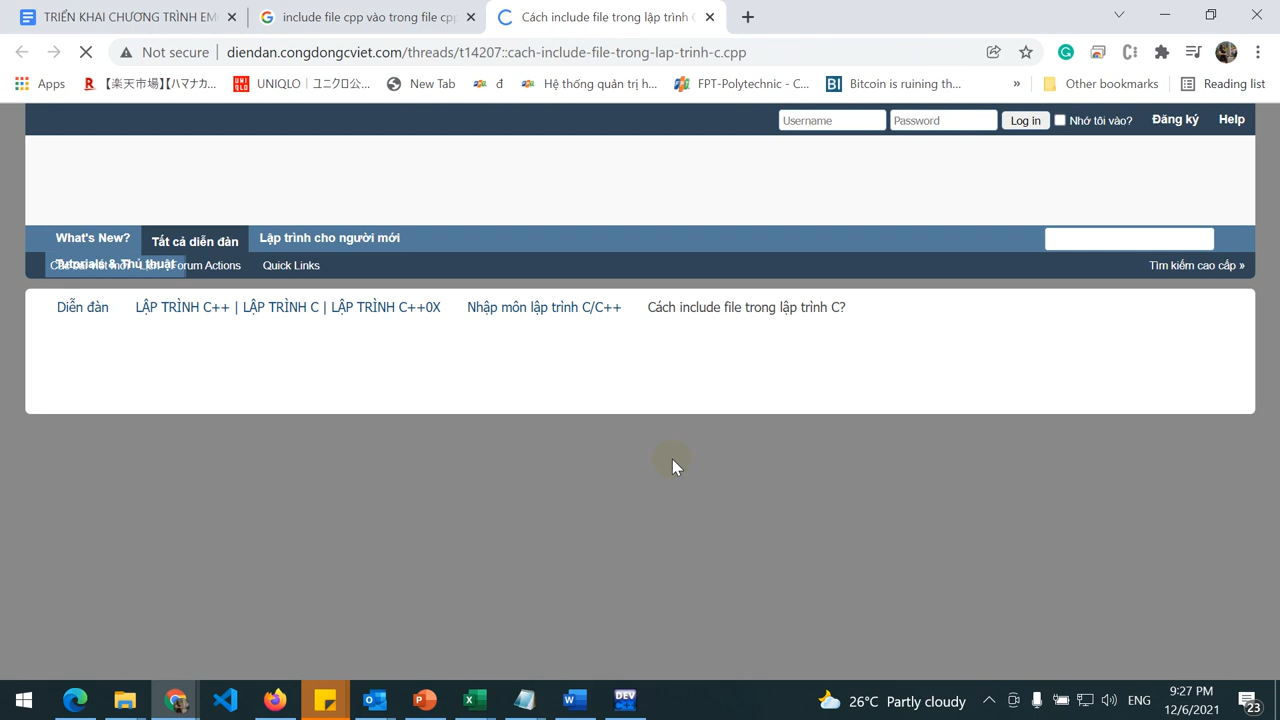 TRIỂN KHAI CHƯƠNG TRÌNH EM
include file cpp vào trong file cpp
Cách include file trong lập trình C
Not secure
diendan.congdongcviet.com/threads/t14207::cach-include-file-trong-lap-trinh-c.cpp
Apps
【楽天市場】【ハマナカ...
UNIQLO｜ユニクロ公...
New Tab
đ
Hệ thống quản trị h...
FPT-Polytechnic - C...
Bitcoin is ruining th...
»
Other bookmarks
Reading list
Username
Password
Log in
Nhớ tôi vào?
Đăng ký
Help
What's New?
Tất cả diễn đàn
Lập trình cho người mới
Tutorials & Thủ thuật
Forum Actions
Quick Links
Tìm kiếm cao cấp »
Diễn đàn
LẬP TRÌNH C++ | LẬP TRÌNH C | LẬP TRÌNH C++0X
Nhập môn lập trình C/C++
Cách include file trong lập trình C?
DEV
26°C Partly cloudy
ENG
9:27 PM
12/6/2021
23